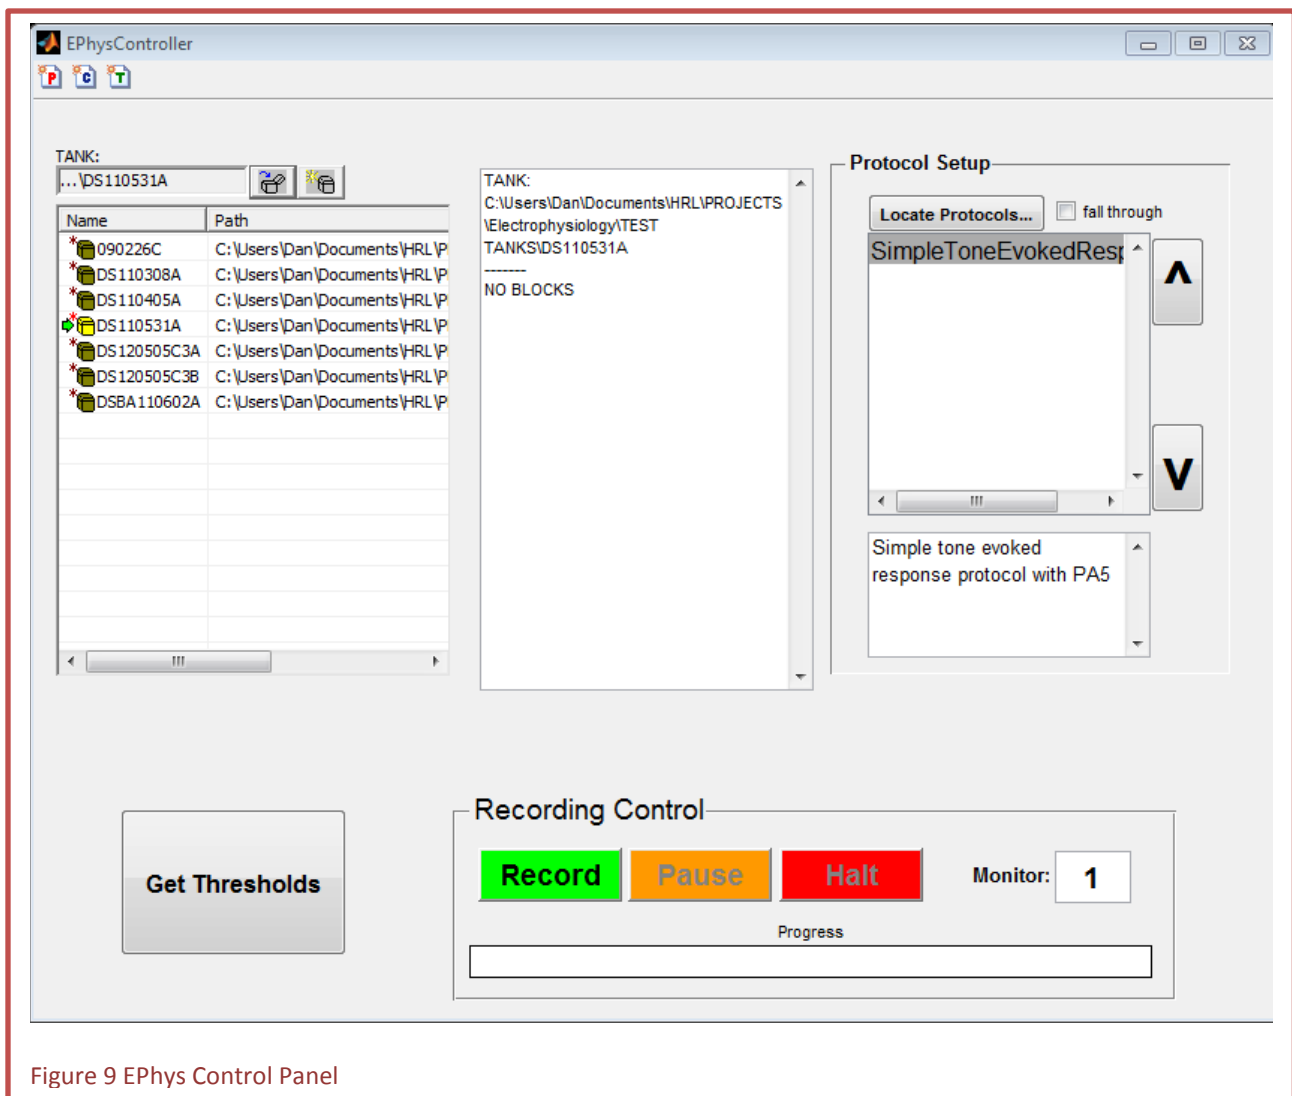 EPhysController
P C T
TANK:
...\DS110531A
Name Path
090226C C:\Users\Dan\Documents\HRL\P
DS110308A C:\Users\Dan\Documents\HRL\P
DS110405A C:\Users\Dan\Documents\HRL\P
DS110531A C:\Users\Dan\Documents\HRL\P
DS120505C3A C:\Users\Dan\Documents\HRL\P
DS120505C3B C:\Users\Dan\Documents\HRL\P
DSBA110602A C:\Users\Dan\Documents\HRL\P
TANK:
C:\Users\Dan\Documents\HRL\PROJECTS
\Electrophysiology\TEST
TANKS\DS110531A
-------
NO BLOCKS
Protocol Setup
Locate Protocols... fall through
SimpleToneEvokedResp
Λ
V
Simple tone evoked
response protocol with PA5
Get Thresholds
Recording Control
Record Pause Halt Monitor: 1
Progress
Figure 9 EPhys Control Panel